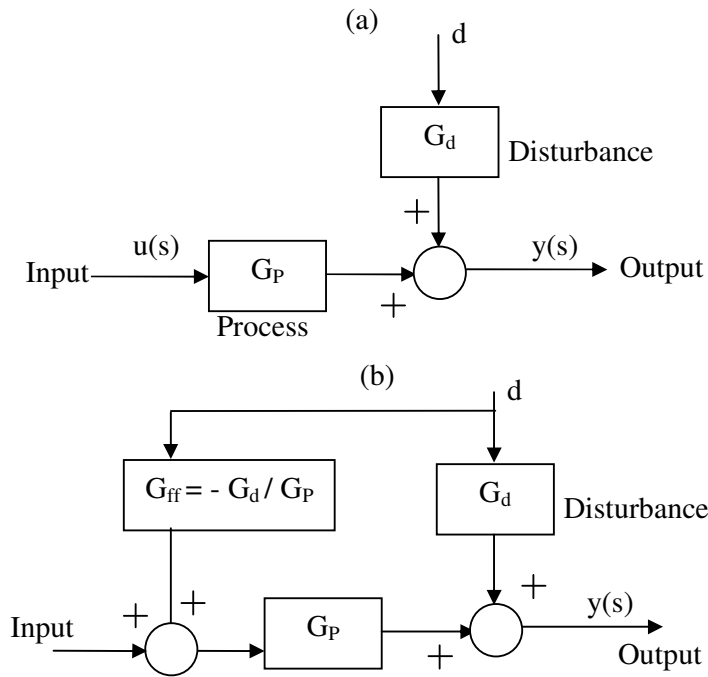 (a)
d
G_d
Disturbance
+
u(s)
y(s)
Input
G_P
Output
+
Process
(b)
d
G_ff = - G_d / G_P
G_d
Disturbance
+
+
+
y(s)
Input
G_P
+
Output